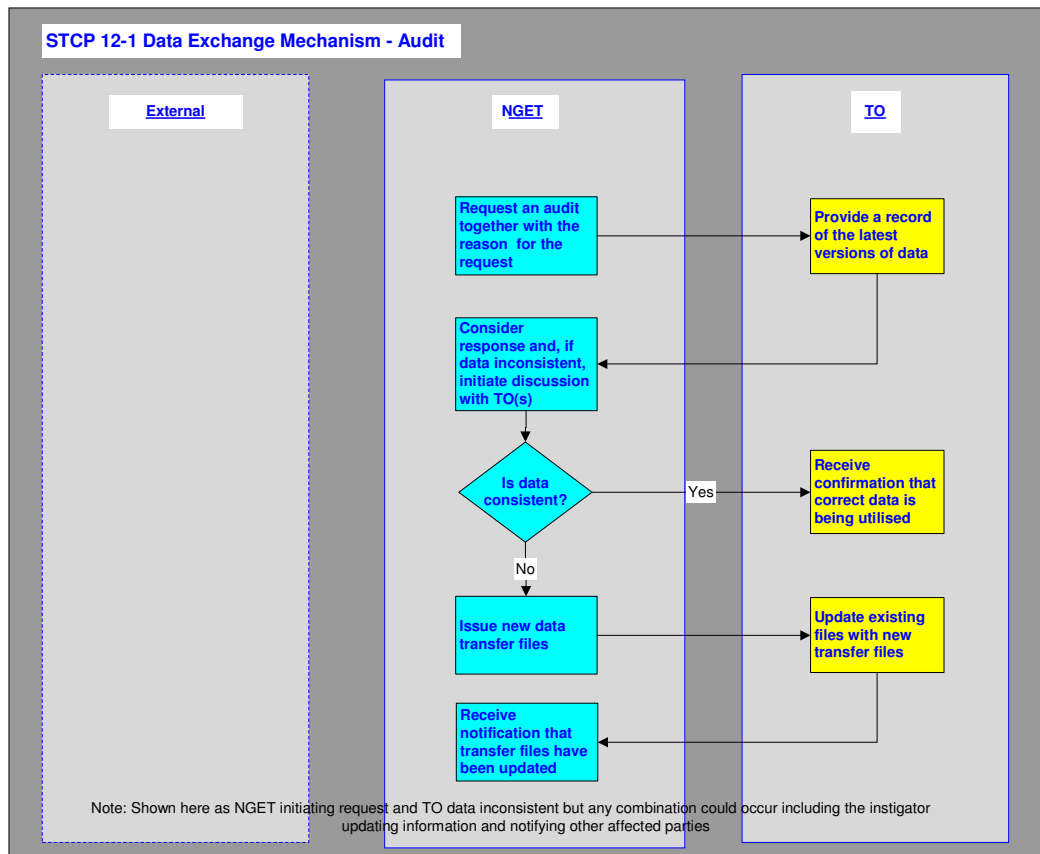 STCP 12-1 Data Exchange Mechanism - Audit
External
NGET
TO
Request an audit
together with the
reason for the
request
Provide a record
of the latest
versions of data
Consider
response and, if
data inconsistent,
initiate discussion
with TO(s)
Is data
consistent?
Yes
Receive
confirmation that
correct data is
being utilised
No
Issue new data
transfer files
Update existing
files with new
transfer files
Receive
notification that
transfer files have
been updated
Note: Shown here as NGET initiating request and TO data inconsistent but any combination could occur including the instigator
updating information and notifying other affected parties